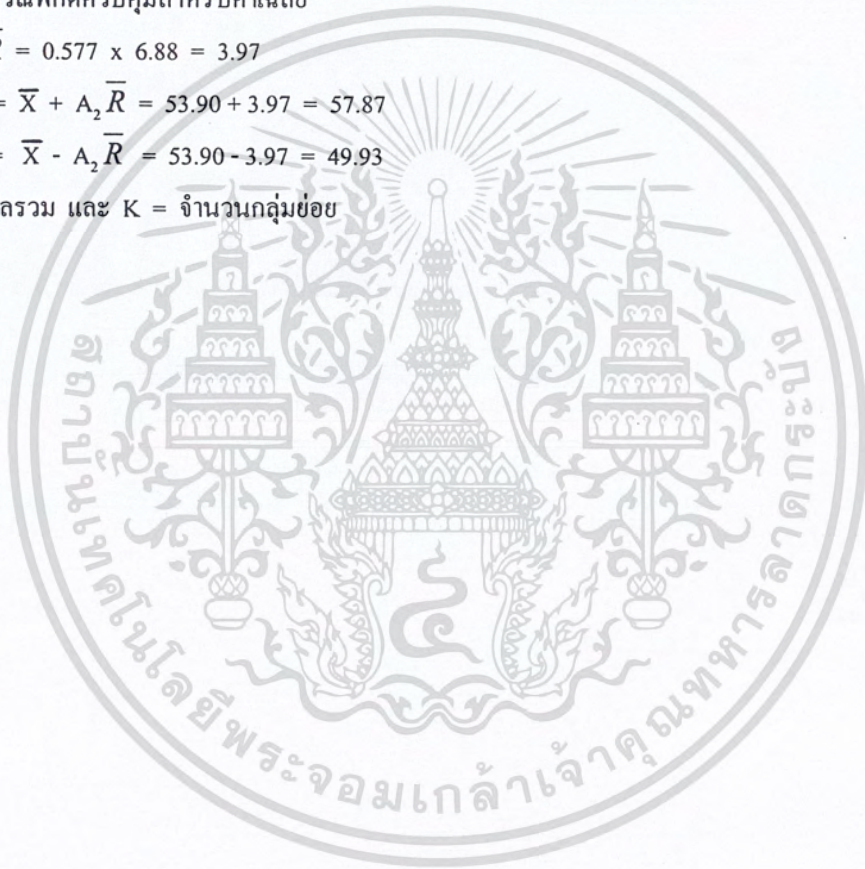 = 0.577 x 6.88 = 3.97
= X̿ + A₂ R̅ = 53.90 + 3.97 = 57.87
= X̿ - A₂ R̅ = 53.90 - 3.97 = 49.93
ลรวม และ K = จำนวนกลุ่มย่อย
สถาบันเทคโนโลยีพระจอมเกล้าเจ้าคุณทหารลาดกระบัง